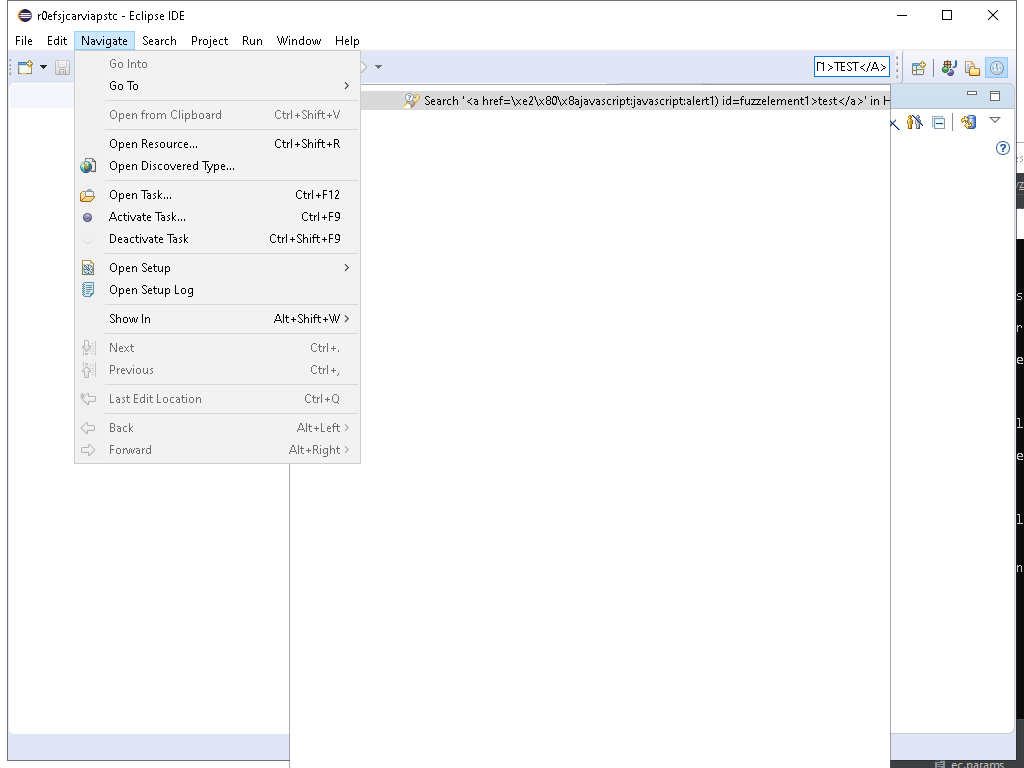 r0efsjcarviapstc - Eclipse IDE
File Edit Navigate Search Project Run Window Help
Go Into
Go To
Open from Clipboard Ctrl+Shift+V
Open Resource... Ctrl+Shift+R
Open Discovered Type...
Open Task... Ctrl+F12
Activate Task... Ctrl+F9
Deactivate Task Ctrl+Shift+F9
Open Setup
Open Setup Log
Show In Alt+Shift+W
Next Ctrl+.
Previous Ctrl+,
Last Edit Location Ctrl+Q
Back Alt+Left
Forward Alt+Right
1>TEST</A>
Search '<a href=\xe2\x80\x8ajavascript:javascript:alert1) id=fuzzelement1>test</a>' in H
es
s
r
e
l
e
l
n
ec.params